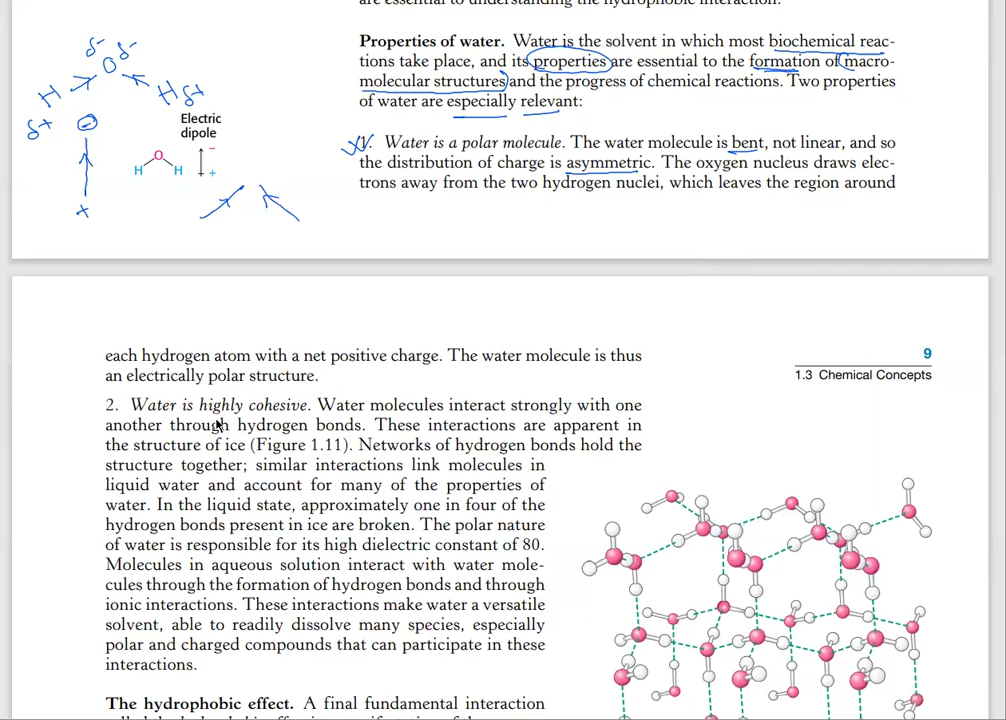 are essential to understanding the hydrophobic interaction.
Properties of water. Water is the solvent in which most biochemical reac-
tions take place, and its properties are essential to the formation of macro-
molecular structures and the progress of chemical reactions. Two properties
of water are especially relevant:
δ- δ-
O
H H δ+
δ+ -
+
Electric
dipole
O -
H H +
1. Water is a polar molecule. The water molecule is bent, not linear, and so
the distribution of charge is asymmetric. The oxygen nucleus draws elec-
trons away from the two hydrogen nuclei, which leaves the region around
each hydrogen atom with a net positive charge. The water molecule is thus
an electrically polar structure.
9
1.3 Chemical Concepts
2. Water is highly cohesive. Water molecules interact strongly with one
another through hydrogen bonds. These interactions are apparent in
the structure of ice (Figure 1.11). Networks of hydrogen bonds hold the
structure together; similar interactions link molecules in
liquid water and account for many of the properties of
water. In the liquid state, approximately one in four of the
hydrogen bonds present in ice are broken. The polar nature
of water is responsible for its high dielectric constant of 80.
Molecules in aqueous solution interact with water mole-
cules through the formation of hydrogen bonds and through
ionic interactions. These interactions make water a versatile
solvent, able to readily dissolve many species, especially
polar and charged compounds that can participate in these
interactions.
The hydrophobic effect. A final fundamental interaction